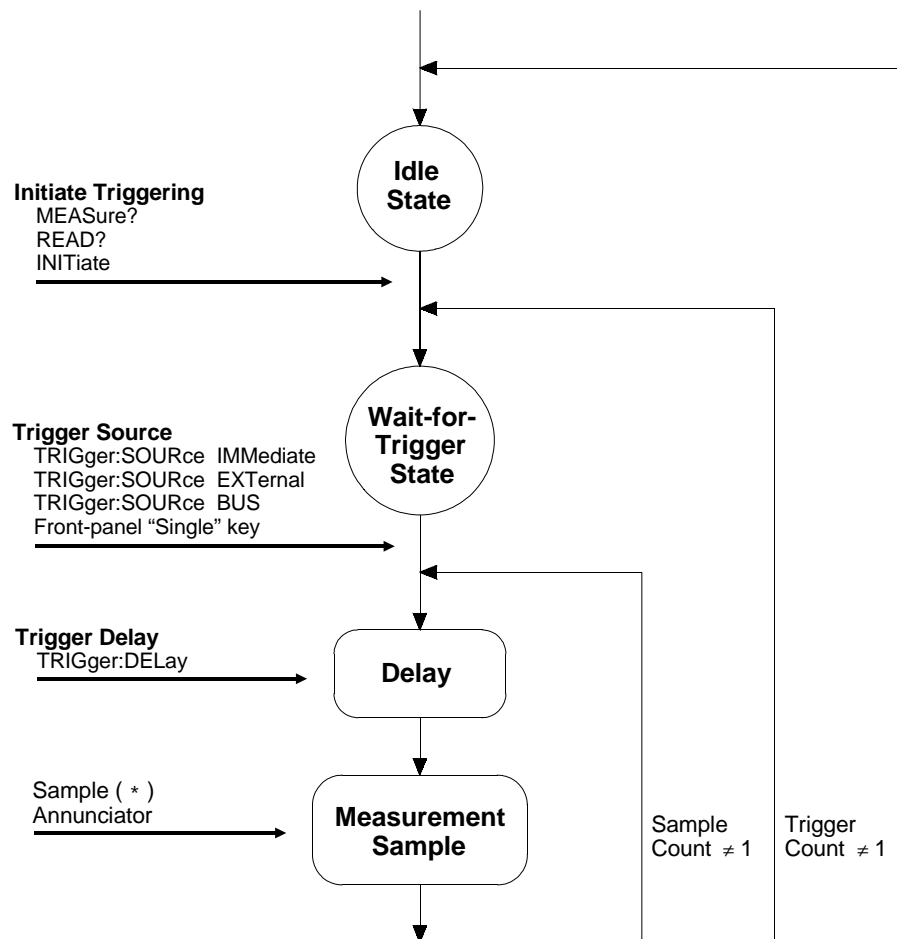 Idle
State
Initiate Triggering
MEASure?
READ?
INITiate
Wait-for-
Trigger
State
Trigger Source
TRIGger:SOURce IMMediate
TRIGger:SOURce EXTernal
TRIGger:SOURce BUS
Front-panel “Single” key
Trigger Delay
TRIGger:DELay
Delay
Sample ( * )
Annunciator
Measurement
Sample
Sample
Count ≠ 1
Trigger
Count ≠ 1